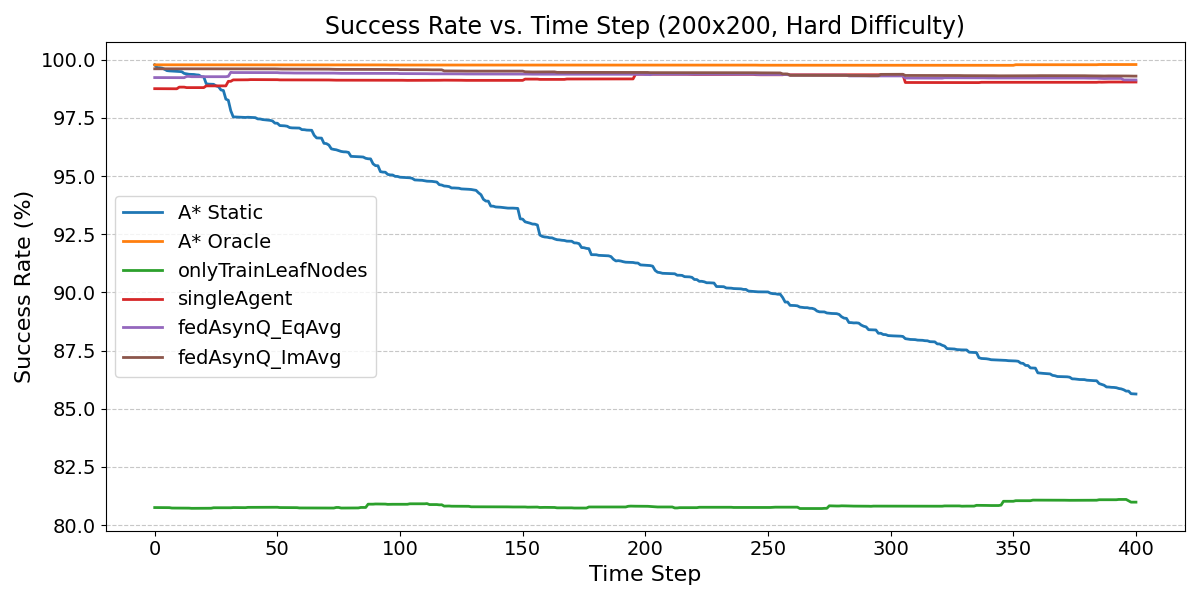 Success Rate vs. Time Step (200x200, Hard Difficulty)
Success Rate (%)
100.0
97.5
95.0
92.5
90.0
87.5
85.0
82.5
80.0
A* Static
A* Oracle
onlyTrainLeafNodes
singleAgent
fedAsynQ_EqAvg
fedAsynQ_ImAvg
0 50 100 150 200 250 300 350 400
Time Step